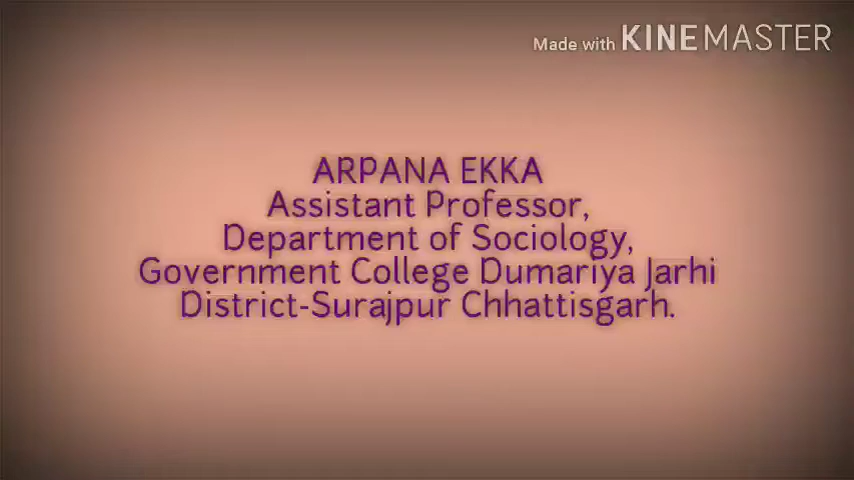 Made with KINEMASTER
ARPANA EKKA
Assistant Professor,
Department of Sociology,
Government College Dumariya Jarhi
District-Surajpur Chhattisgarh.